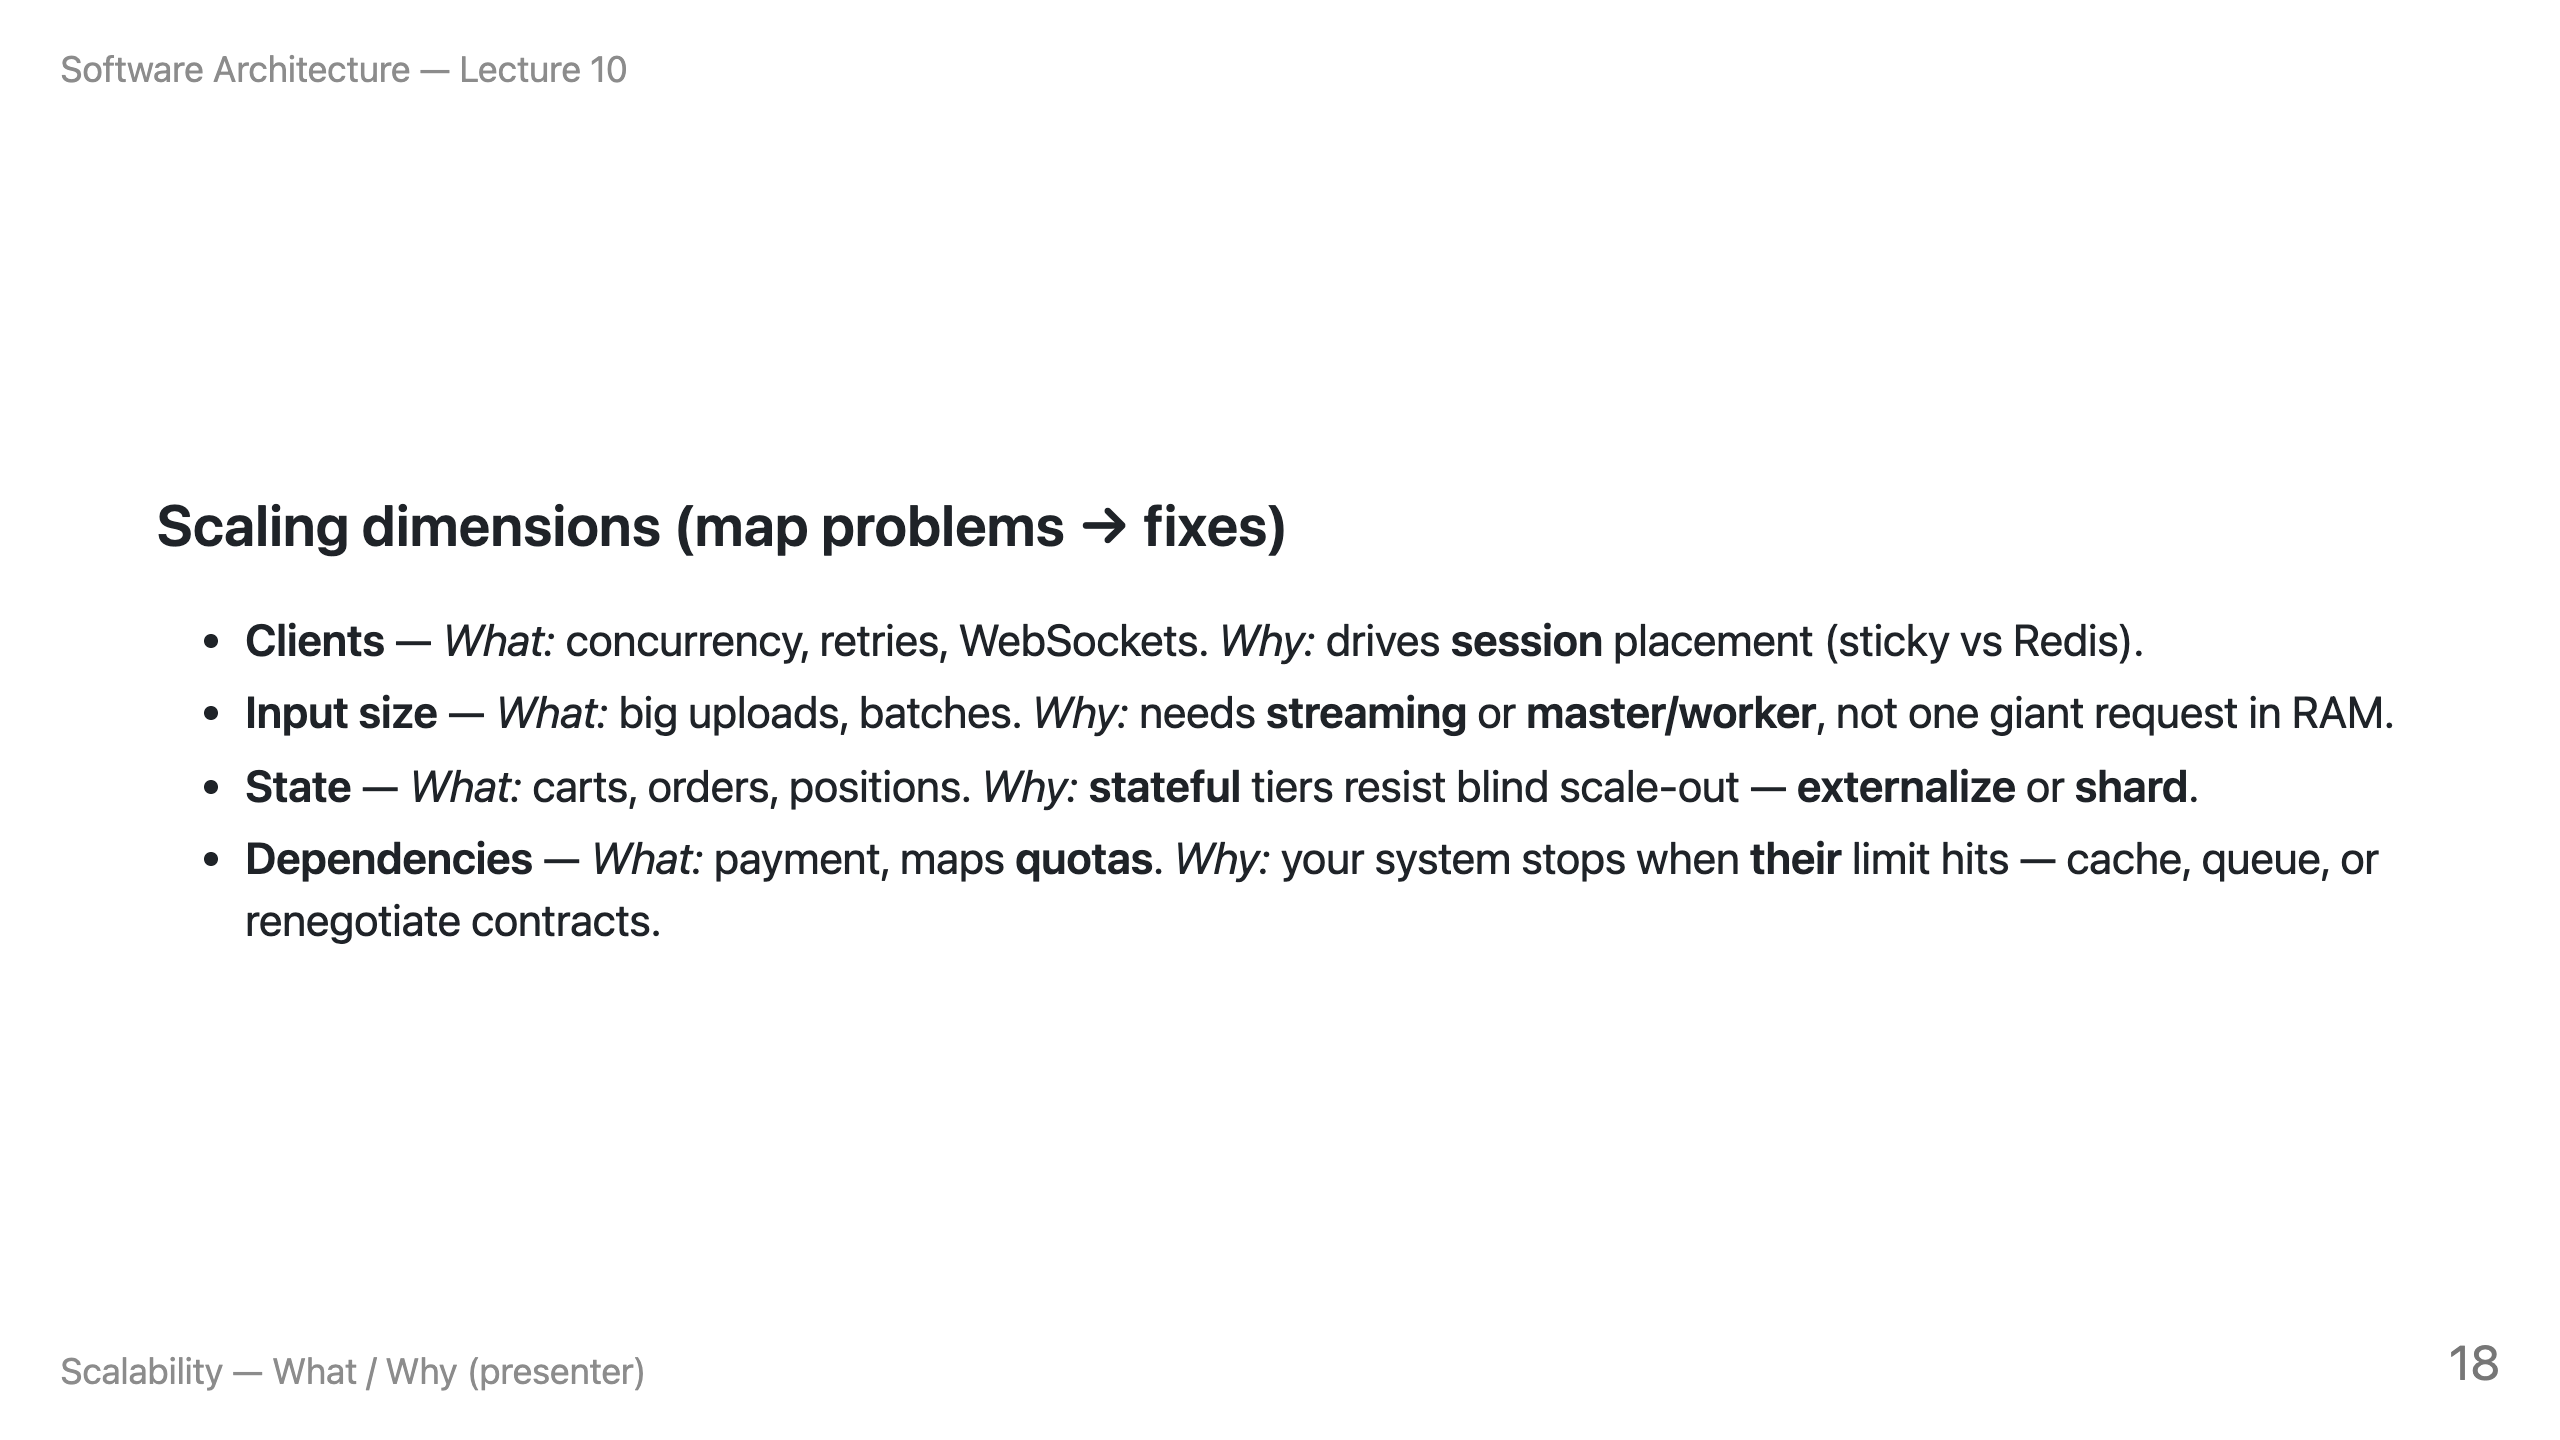 Software Architecture — Lecture 10
Scaling dimensions (map problems → fixes)
• Clients — What: concurrency, retries, WebSockets. Why: drives session placement (sticky vs Redis).
• Input size — What: big uploads, batches. Why: needs streaming or master/worker, not one giant request in RAM.
• State — What: carts, orders, positions. Why: stateful tiers resist blind scale-out — externalize or shard.
• Dependencies — What: payment, maps quotas. Why: your system stops when their limit hits — cache, queue, or
renegotiate contracts.
Scalability — What / Why (presenter)
18